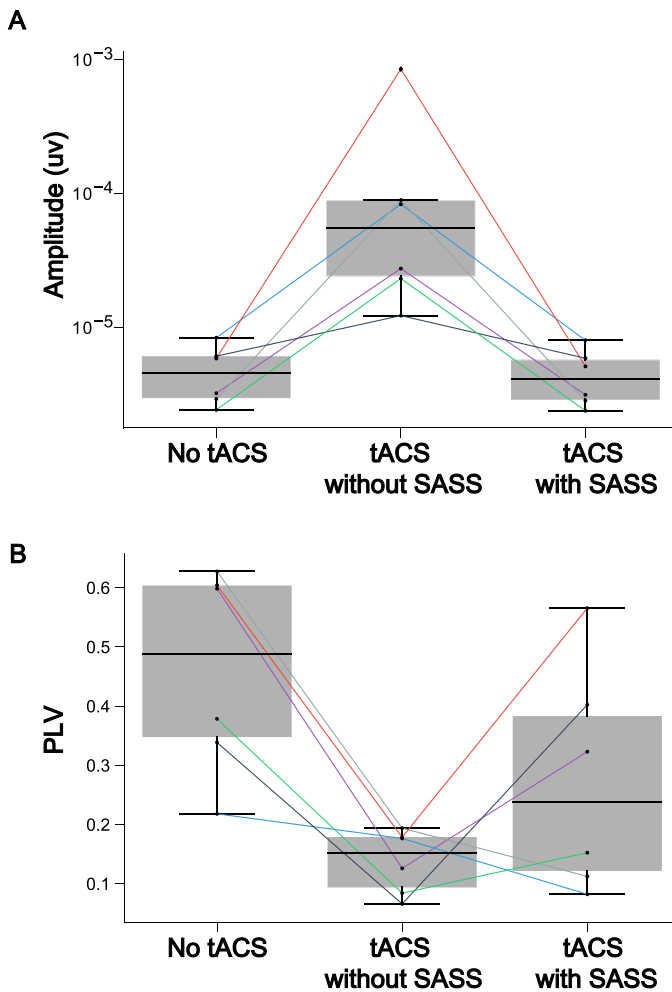 A
Amplitude (uv)
10⁻³
10⁻⁴
10⁻⁵
No tACS
tACS
without SASS
tACS
with SASS
B
PLV
0.6
0.5
0.4
0.3
0.2
0.1
No tACS
tACS
without SASS
tACS
with SASS